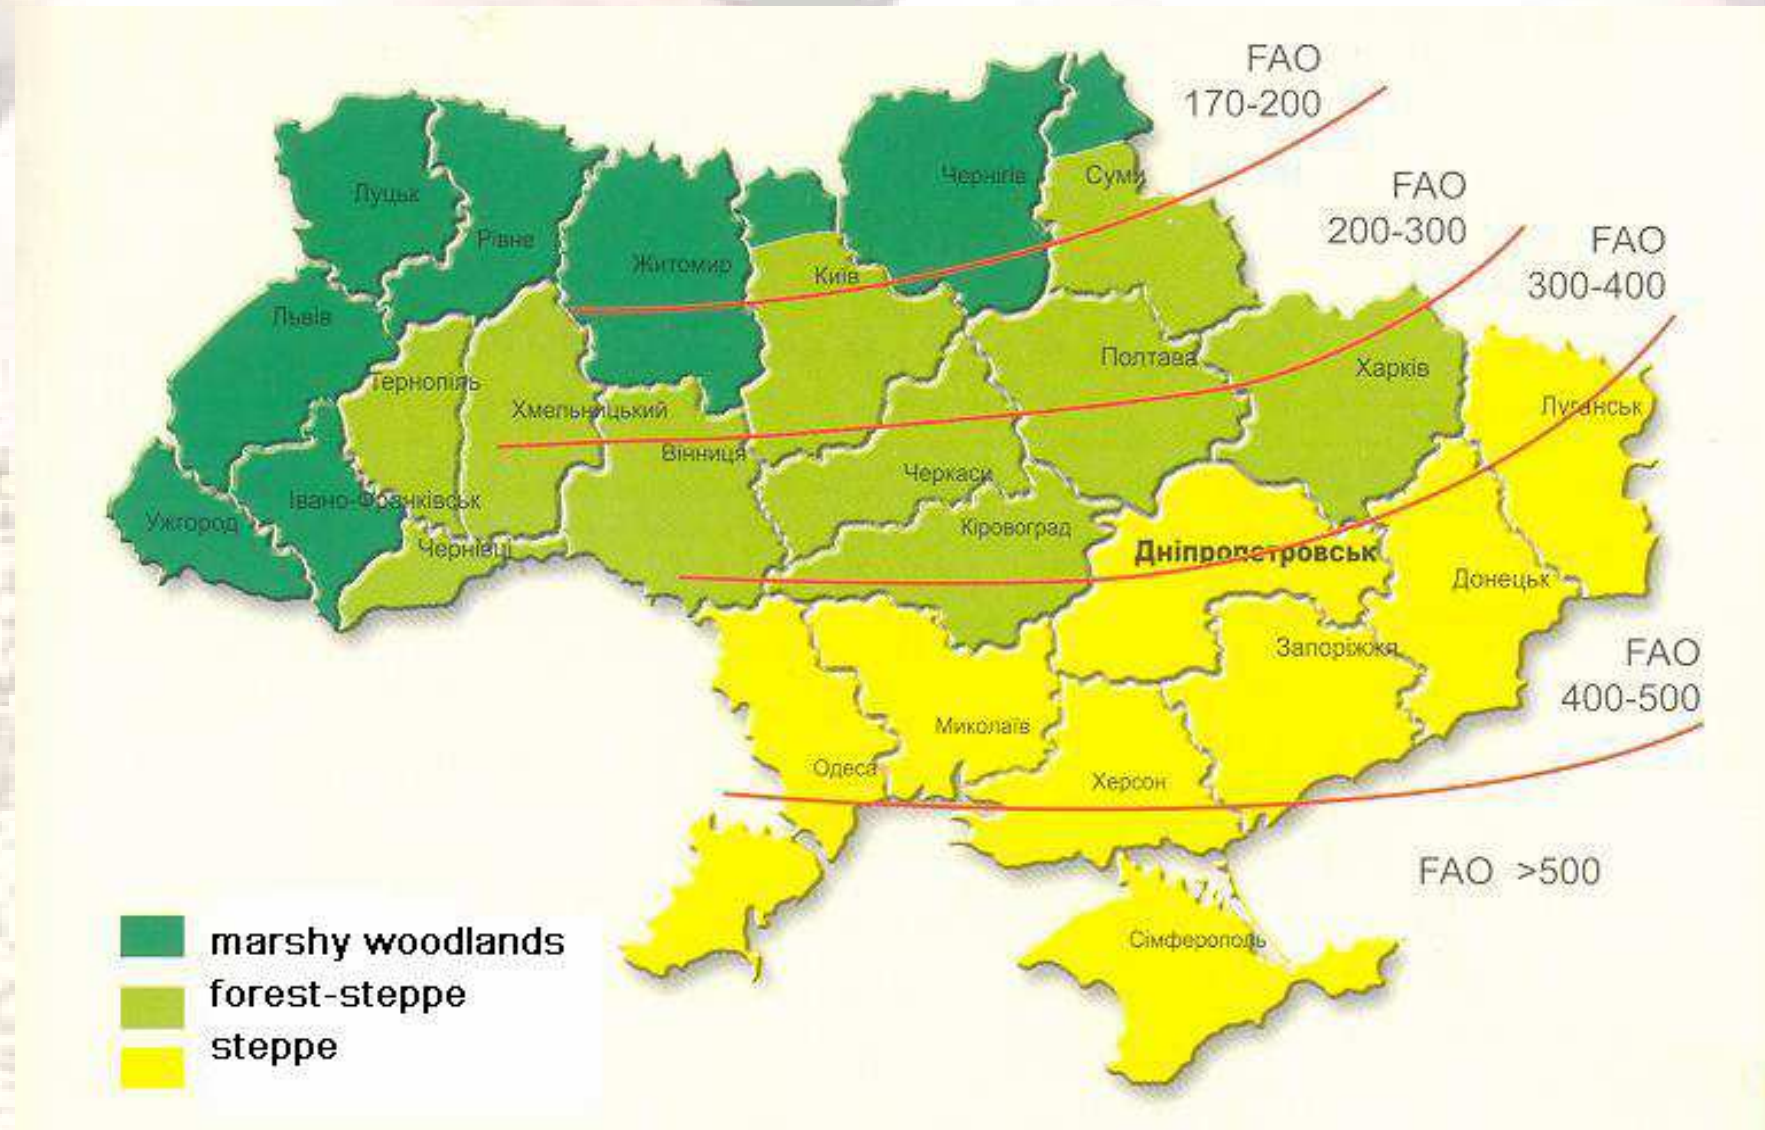 FAO
170-200
FAO
200-300
FAO
300-400
Чернігів
Суми
Луцьк
Рівне
Житомир
Київ
Львів
Полтава
Харків
Тернопіль
Хмельницький
Луганськ
Вінниця
Черкаси
Івано-Франківськ
Ужгород
Кіровоград
Чернівці
Дніпропетровськ
Донецьк
Запоріжжя
FAO
400-500
Миколаїв
Одеса
Херсон
FAO >500
Сімферополь
marshy woodlands
forest-steppe
steppe